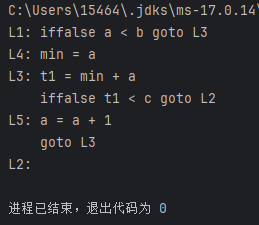 C:\Users\15464\.jdks\ms-17.0.14\
L1: iffalse a < b goto L3
L4: min = a
L3: t1 = min + a
    iffalse t1 < c goto L2
L5: a = a + 1
    goto L3
L2:
进程已结束，退出代码为 0